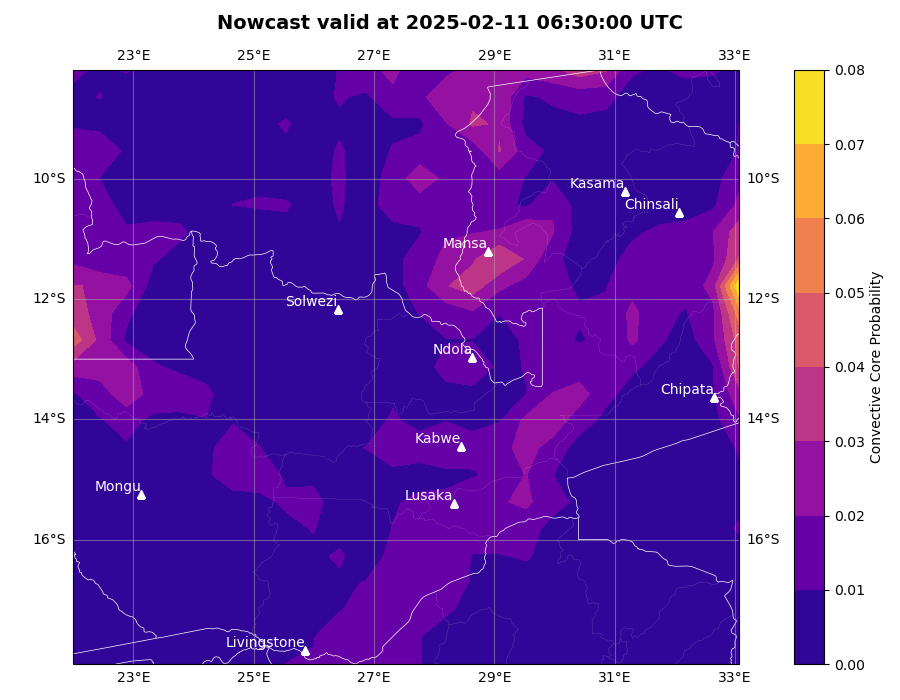 Nowcast valid at 2025-02-11 06:30:00 UTC
23°E 25°E 27°E 29°E 31°E 33°E
0.08
0.07
10°S Kasama 10°S
Chinsali
0.06
Mansa
0.05
12°S Solwezi 12°S
Ndola
0.04
Chipata
14°S 14°S
Kabwe
0.03
Mongu Lusaka
0.02
16°S 16°S
0.01
Livingstone
0.00
23°E 25°E 27°E 29°E 31°E 33°E
Convective Core Probability